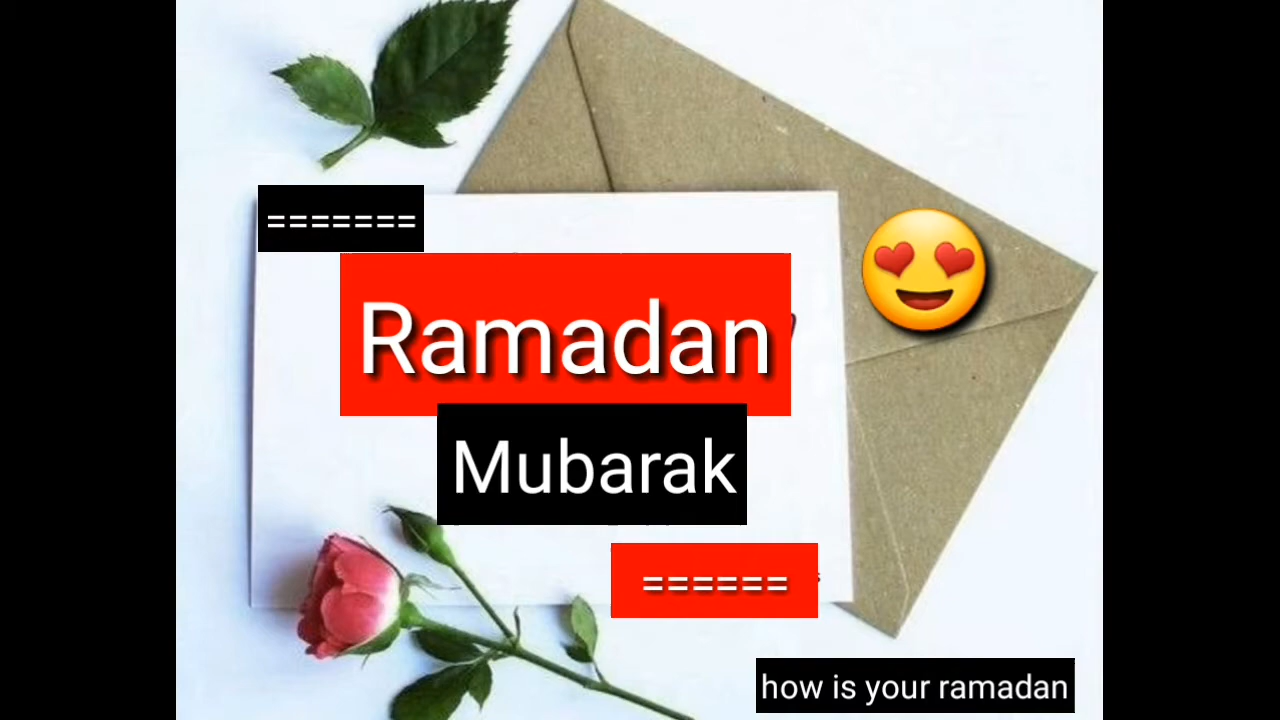 =======
Ramadan
Mubarak
======
how is your ramadan